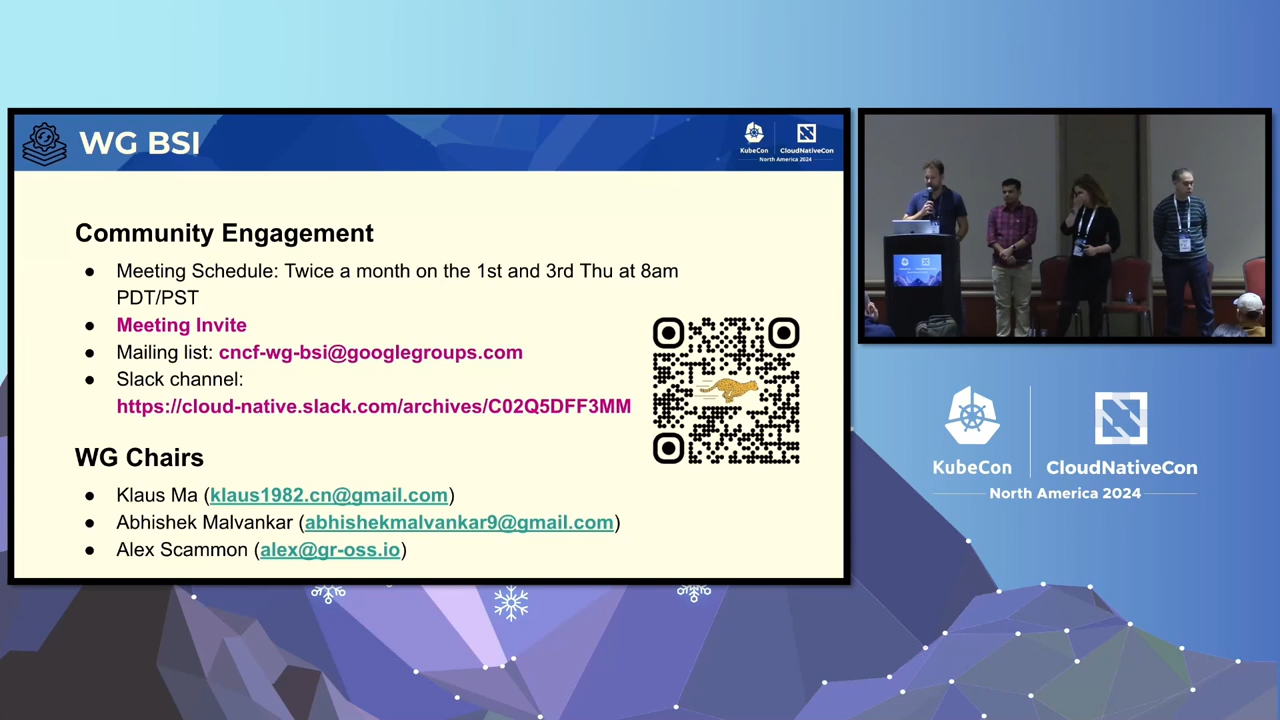 WG BSI
KubeCon
CloudNativeCon
North America 2024
Community Engagement
● Meeting Schedule: Twice a month on the 1st and 3rd Thu at 8am
PDT/PST
● Meeting Invite
● Mailing list: cncf-wg-bsi@googlegroups.com
● Slack channel:
https://cloud-native.slack.com/archives/C02Q5DFF3MM
WG Chairs
● Klaus Ma (klaus1982.cn@gmail.com)
● Abhishek Malvankar (abhishekmalvankar9@gmail.com)
● Alex Scammon (alex@gr-oss.io)
KubeCon
CloudNativeCon
North America 2024